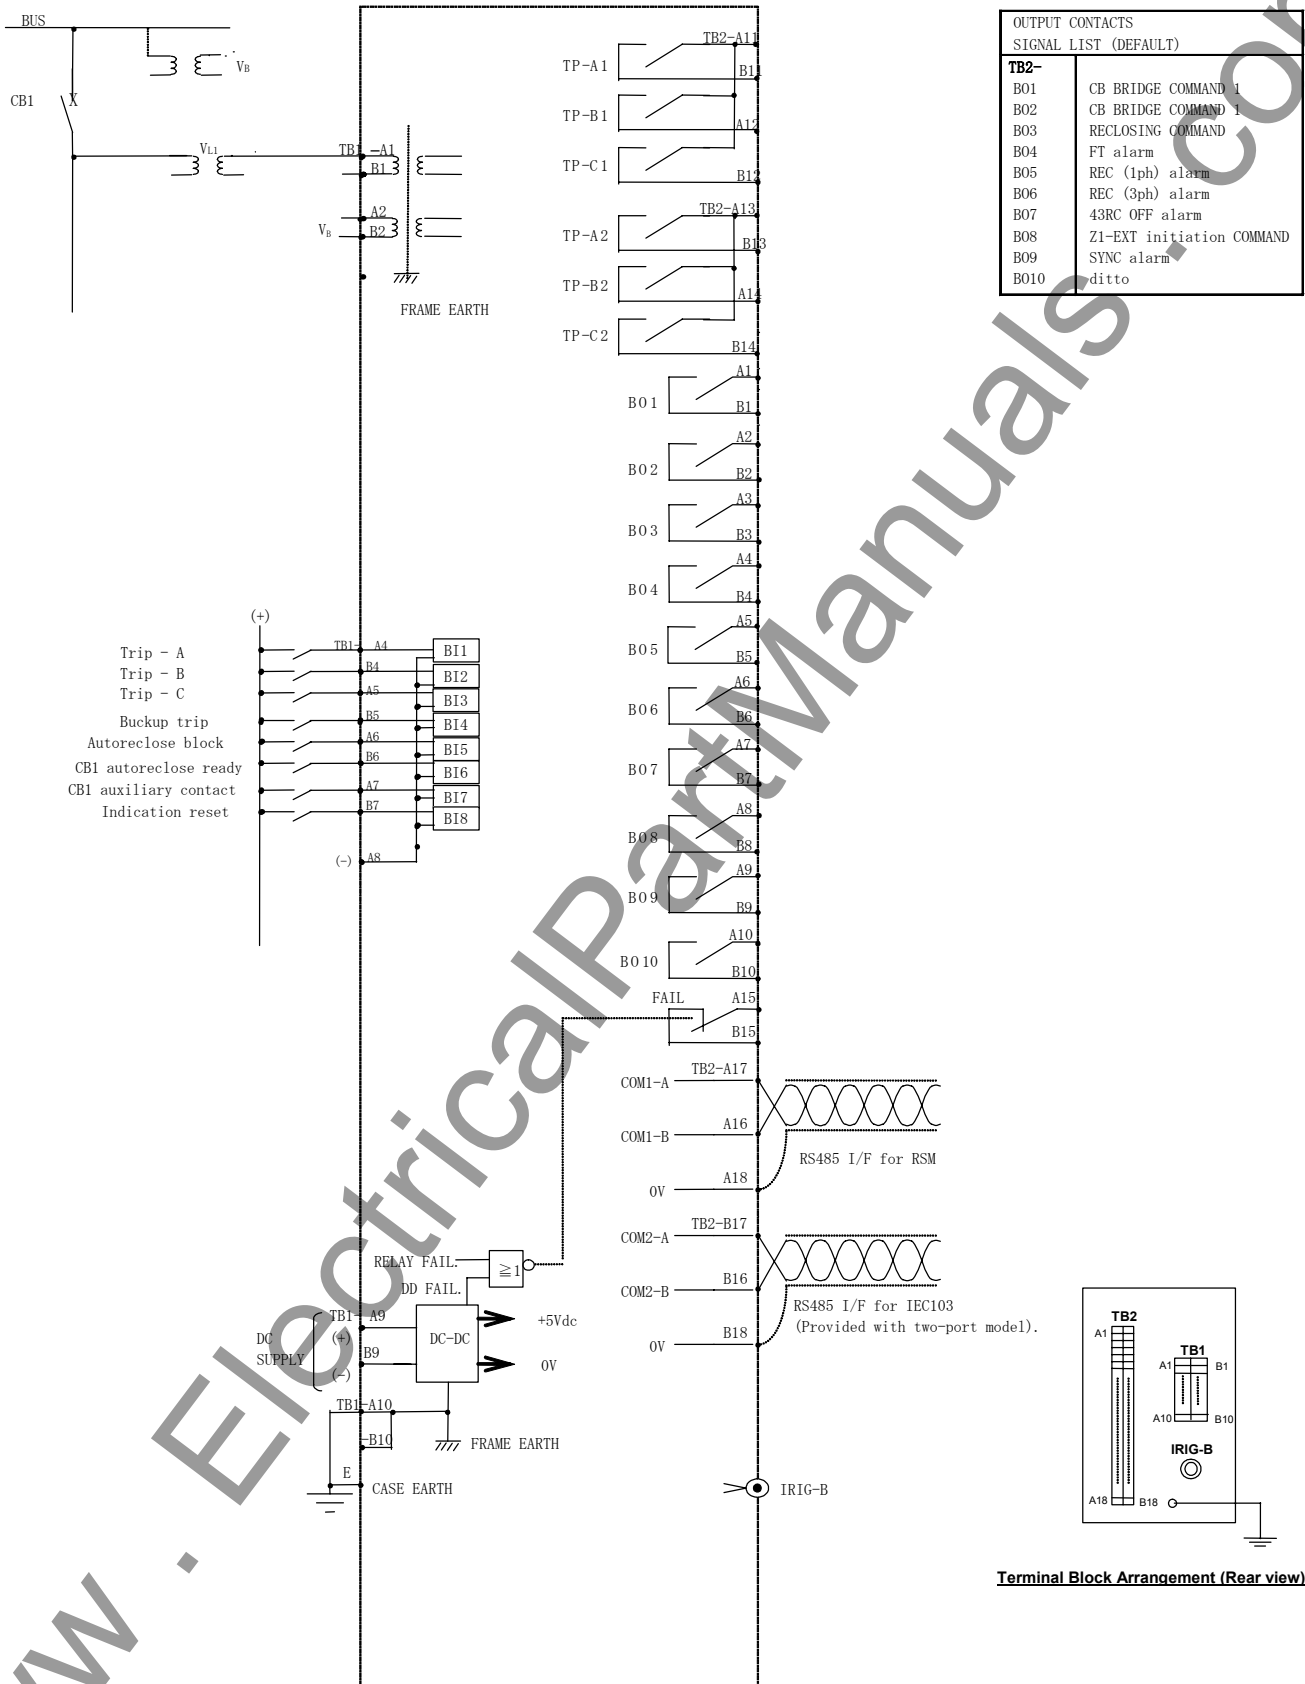 BUS
VB
CB1
X
VL1
TB1 -A1
B1
A2
VB
B2
FRAME EARTH
TP-A1
TB2-A11
B11
TP-B1
A12
TP-C1
B12
TB2-A13
TP-A2
B13
TP-B2
A14
TP-C2
B14
A1
BO1
B1
A2
BO2
B2
A3
BO3
B3
A4
BO4
B4
A5
BO5
B5
A6
BO6
B6
A7
BO7
B7
A8
BO8
B8
A9
BO9
B9
A10
BO10
B10
FAIL
A15
B15
OUTPUT CONTACTS
SIGNAL LIST (DEFAULT)
TB2-
BO1 CB BRIDGE COMMAND 1
BO2 CB BRIDGE COMMAND 1
BO3 RECLOSING COMMAND
BO4 FT alarm
BO5 REC (1ph) alarm
BO6 REC (3ph) alarm
BO7 43RC OFF alarm
BO8 Z1-EXT initiation COMMAND
BO9 SYNC alarm
BO10 ditto
(+)
Trip - A TB1- A4 BI1
Trip - B B4 BI2
Trip - C A5 BI3
Buckup trip B5 BI4
Autoreclose block A6 BI5
CB1 autoreclose ready B6 BI6
CB1 auxiliary contact A7 BI7
Indication reset B7 BI8
(-) A8
COM1-A TB2-A17
COM1-B A16
0V A18
RS485 I/F for RSM
COM2-A TB2-B17
COM2-B B16
0V B18
RS485 I/F for IEC103
(Provided with two-port model).
RELAY FAIL.
≧1
DD FAIL.
DC
SUPPLY
TB1- A9
(+)
B9
(-)
DC-DC
+5Vdc
0V
TB1-A10
-B10
FRAME EARTH
E
CASE EARTH
IRIG-B
TB2
A1
A18
B18
TB1
A1
B1
A10
B10
IRIG-B
Terminal Block Arrangement (Rear view)
www . ElectricalPartManuals . com